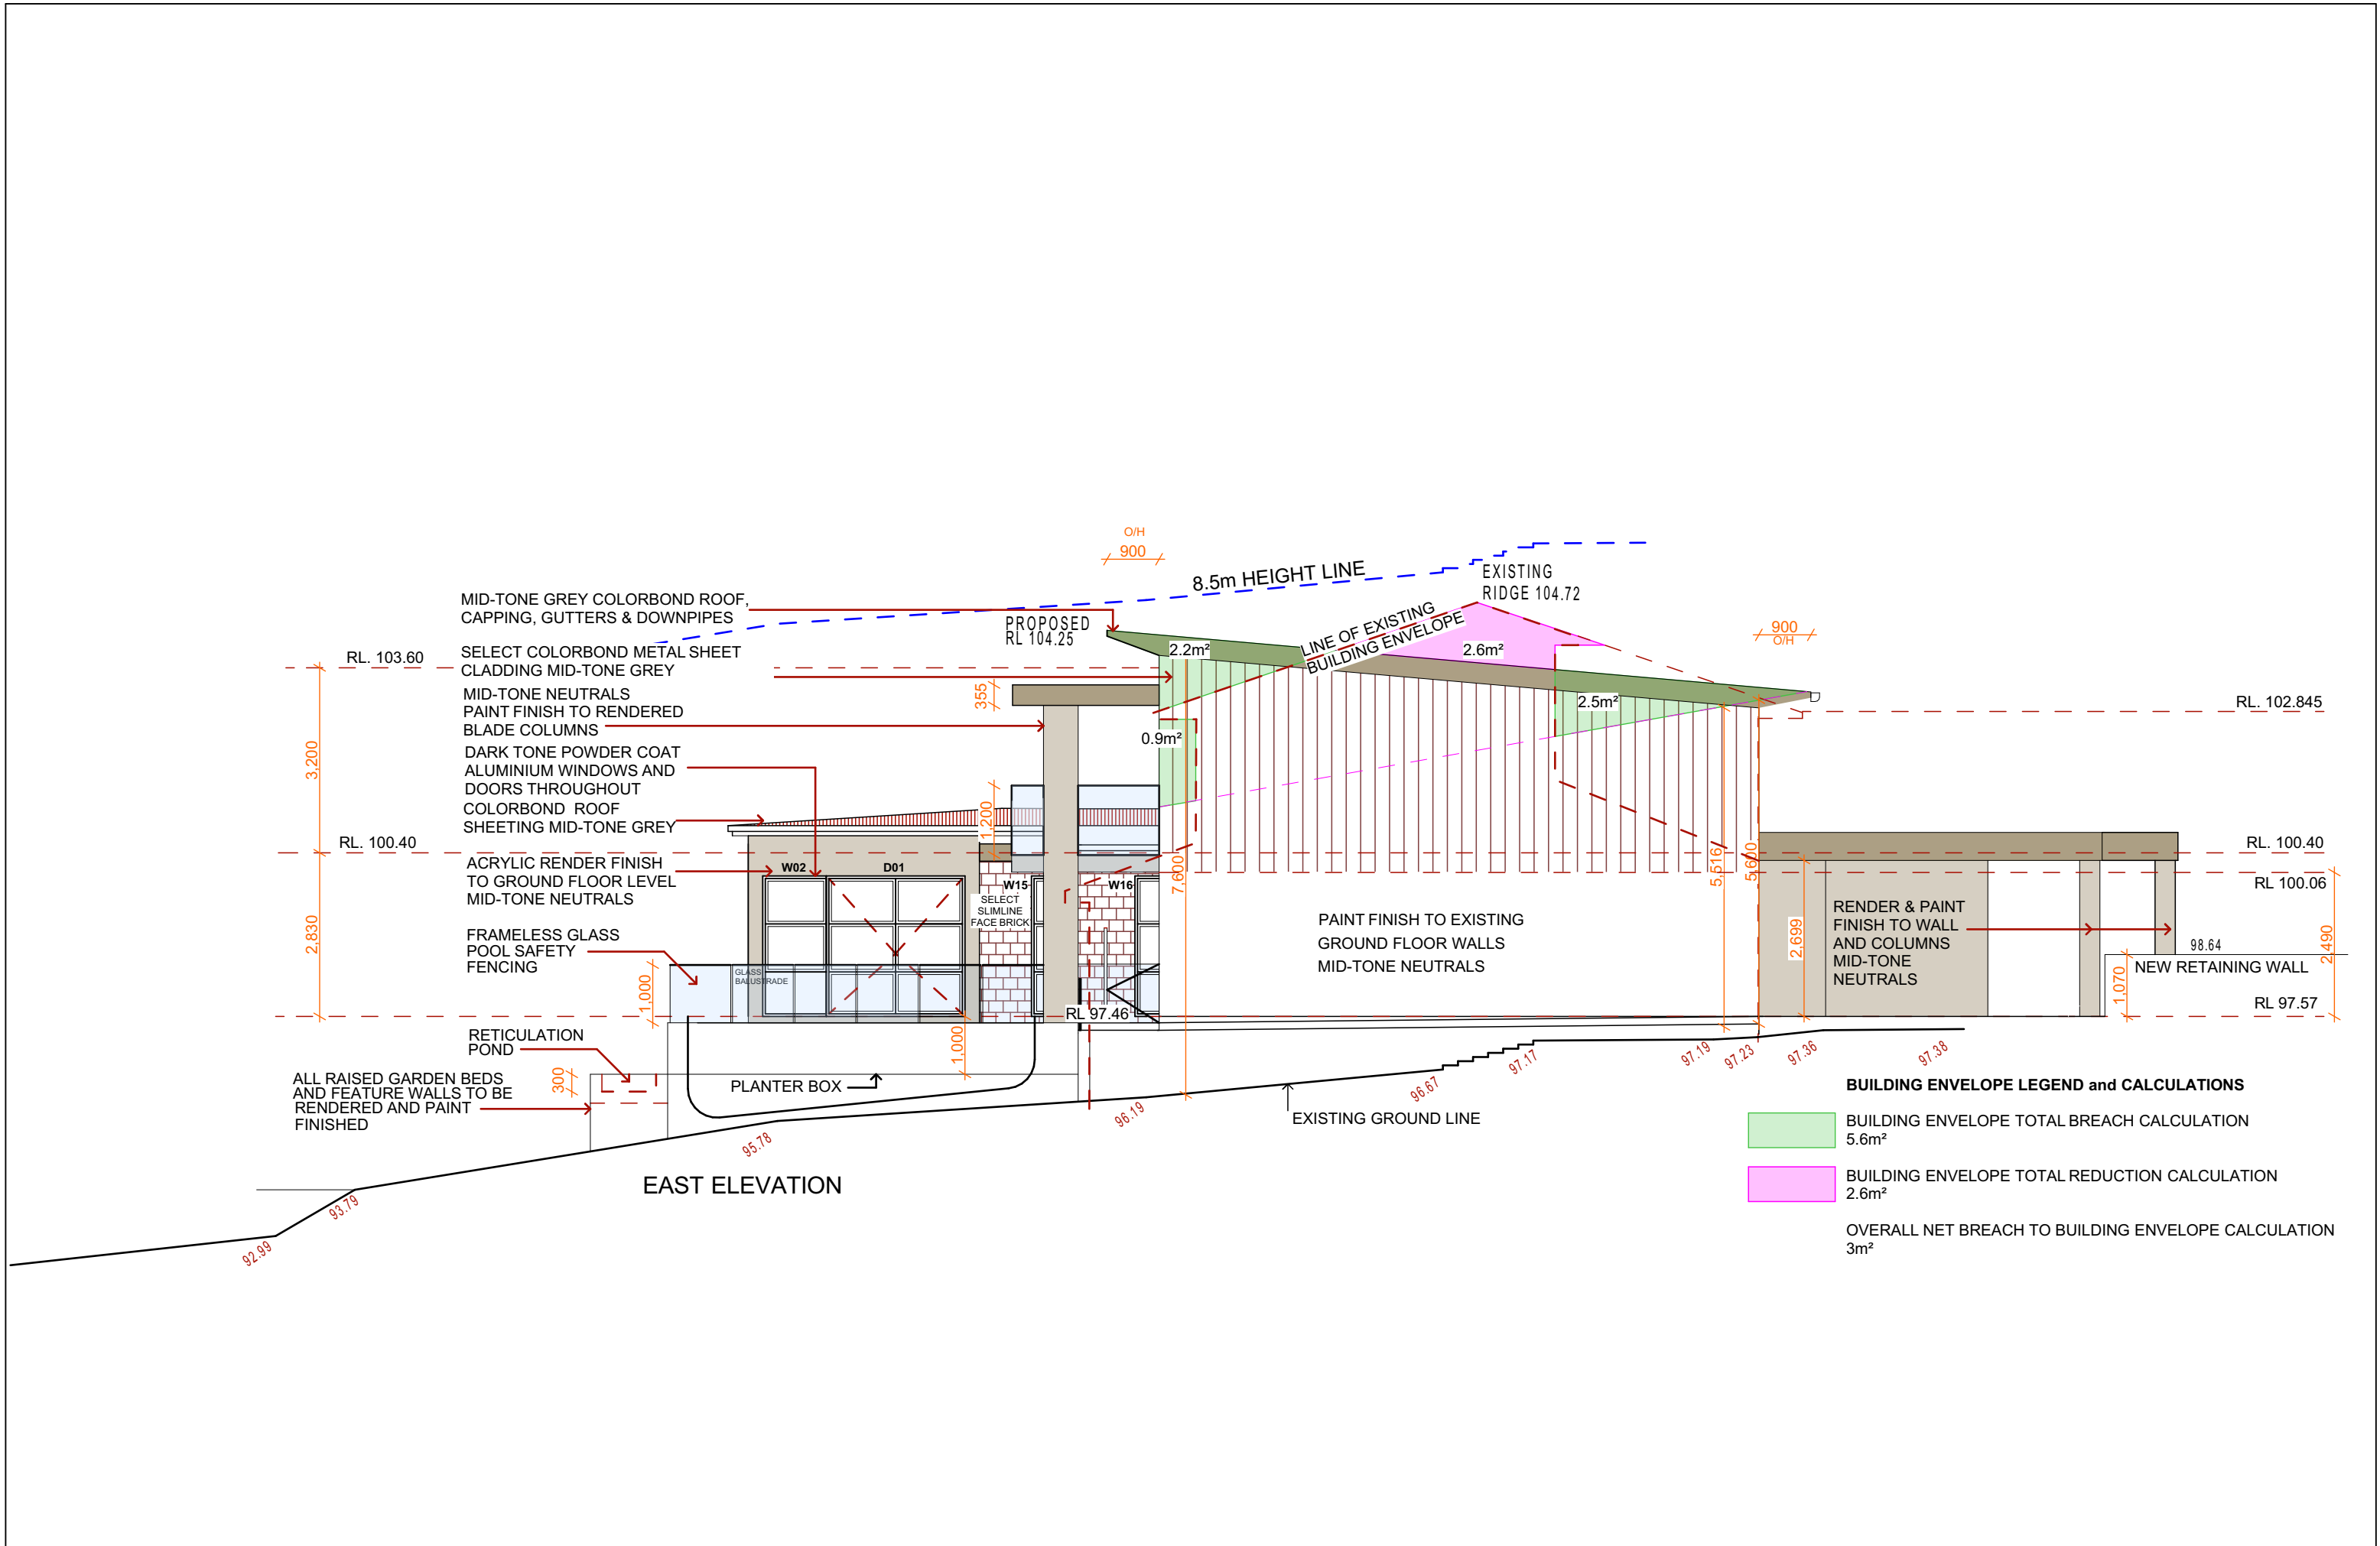 O/H
900
8.5m HEIGHT LINE
EXISTING
RIDGE 104.72
MID-TONE GREY COLORBOND ROOF,
CAPPING, GUTTERS & DOWNPIPES
PROPOSED
RL 104.25
LINE OF EXISTING
BUILDING ENVELOPE
900
O/H
RL. 103.60
SELECT COLORBOND METAL SHEET
CLADDING MID-TONE GREY
2.2m²
2.6m²
MID-TONE NEUTRALS
PAINT FINISH TO RENDERED
BLADE COLUMNS
355
2.5m²
RL. 102.845
0.9m²
DARK TONE POWDER COAT
ALUMINIUM WINDOWS AND
DOORS THROUGHOUT
3,200
COLORBOND ROOF
SHEETING MID-TONE GREY
1,200
RL. 100.40
RL. 100.40
ACRYLIC RENDER FINISH
TO GROUND FLOOR LEVEL
MID-TONE NEUTRALS
W02
D01
W15
W16
SELECT
SLIMLINE
FACE BRICK
7,600
5,516
5,600
RL 100.06
2,830
PAINT FINISH TO EXISTING
GROUND FLOOR WALLS
MID-TONE NEUTRALS
2,699
RENDER & PAINT
FINISH TO WALL
AND COLUMNS
MID-TONE
NEUTRALS
98.64
2,490
FRAMELESS GLASS
POOL SAFETY
FENCING
GLASS
BALUSTRADE
1,000
NEW RETAINING WALL
1,070
RL 97.46
RL 97.57
RETICULATION
POND
1,000
300
PLANTER BOX
ALL RAISED GARDEN BEDS
AND FEATURE WALLS TO BE
RENDERED AND PAINT
FINISHED
EXISTING GROUND LINE
92.99
93.79
95.78
96.19
96.67
97.17
97.19
97.23
97.36
97.38
EAST ELEVATION
BUILDING ENVELOPE LEGEND and CALCULATIONS
BUILDING ENVELOPE TOTAL BREACH CALCULATION
5.6m²
BUILDING ENVELOPE TOTAL REDUCTION CALCULATION
2.6m²
OVERALL NET BREACH TO BUILDING ENVELOPE CALCULATION
3m²